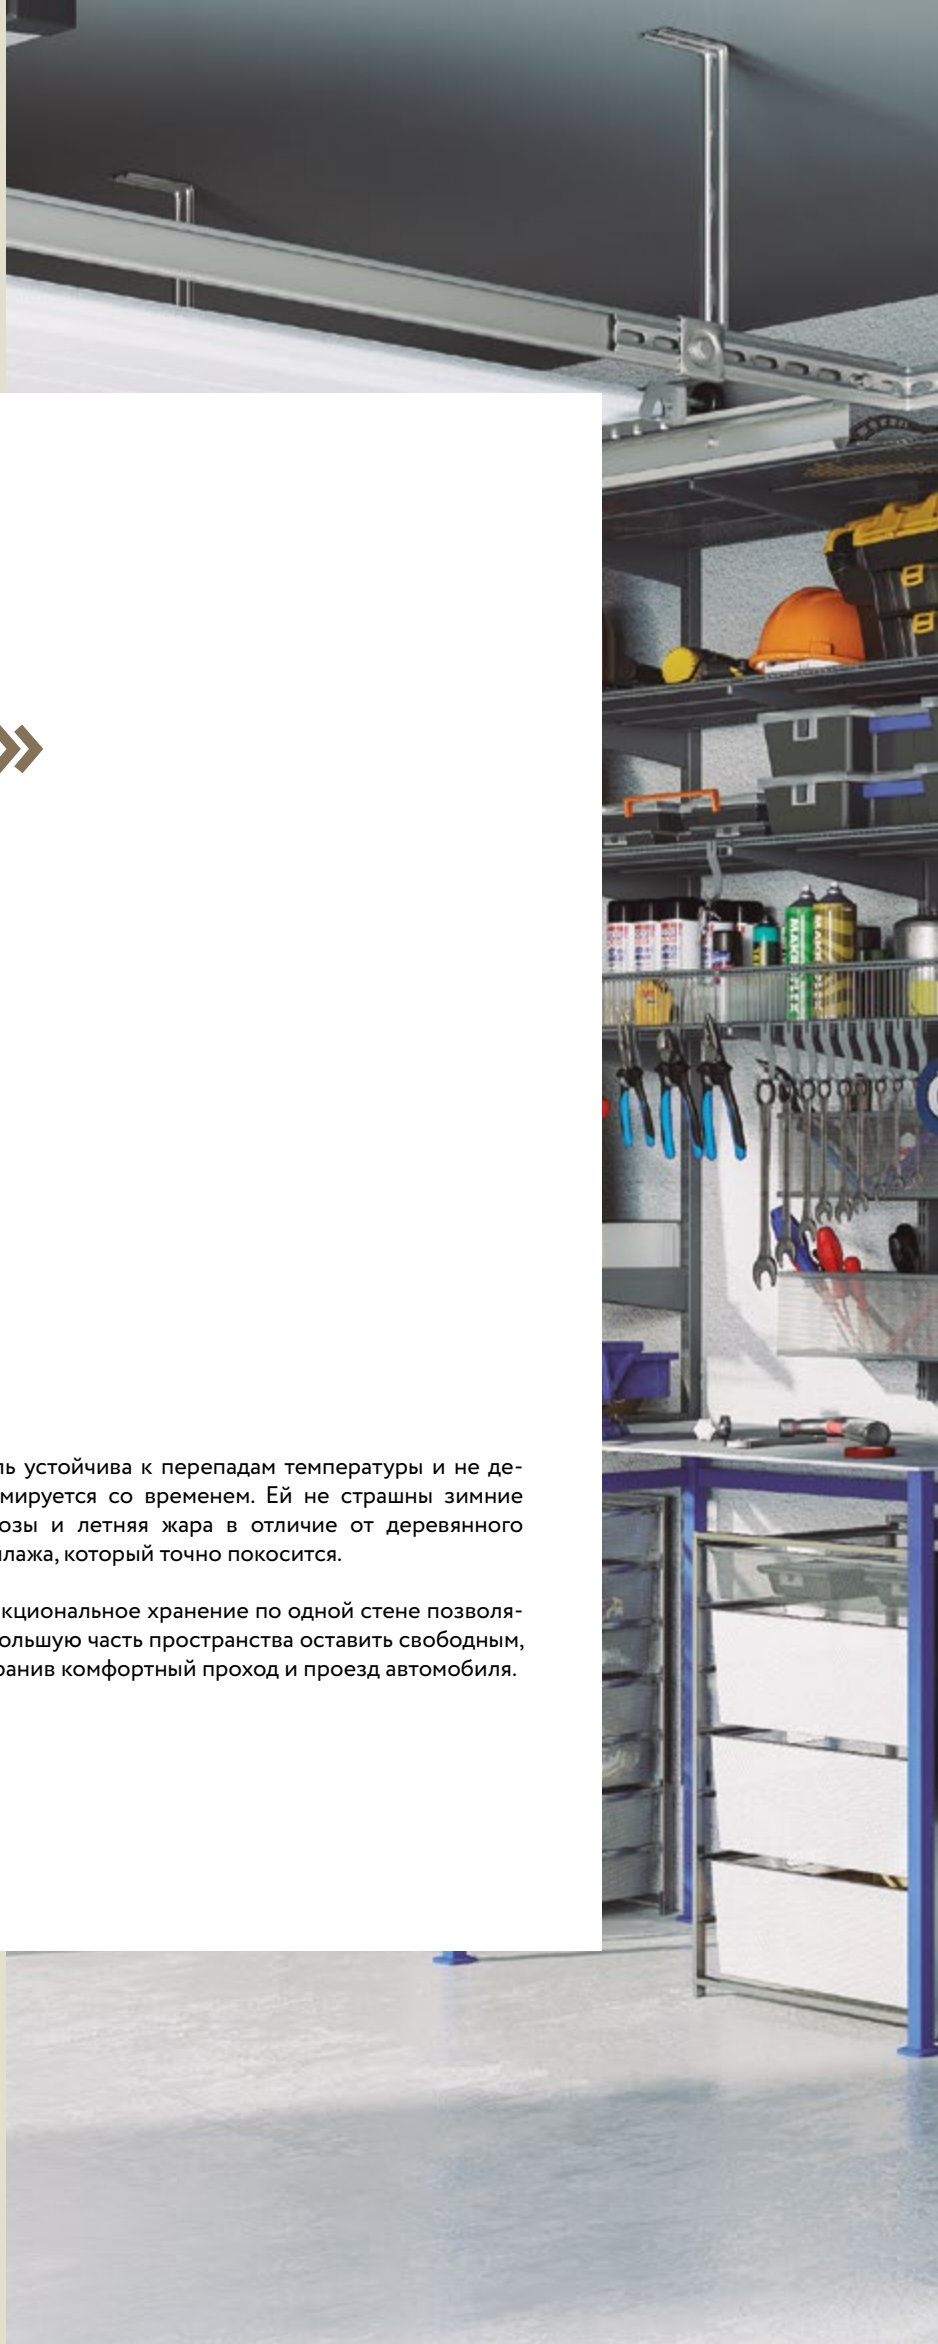 »
ль устойчива к перепадам температуры и не де-
мируется со временем. Ей не страшны зимние
озы и летняя жара в отличие от деревянного
лажа, который точно покосится.
кциональное хранение по одной стене позволя-
ольшую часть пространства оставить свободным,
ранив комфортный проход и проезд автомобиля.